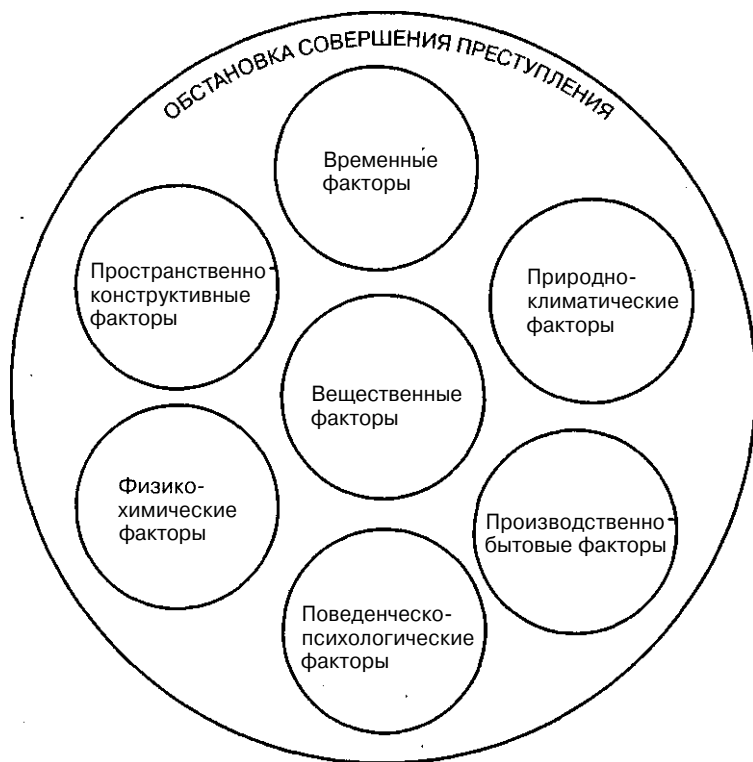 ОБСТАНОВКА СОВЕРШЕНИЯ ПРЕСТУПЛЕНИЯ
Временные
факторы
Пространственно-
конструктивные
факторы
Природно-
климатические
факторы
Вещественные
факторы
Физико-
химические
факторы
Производственно-
бытовые факторы
Поведенческо-
психологические
факторы